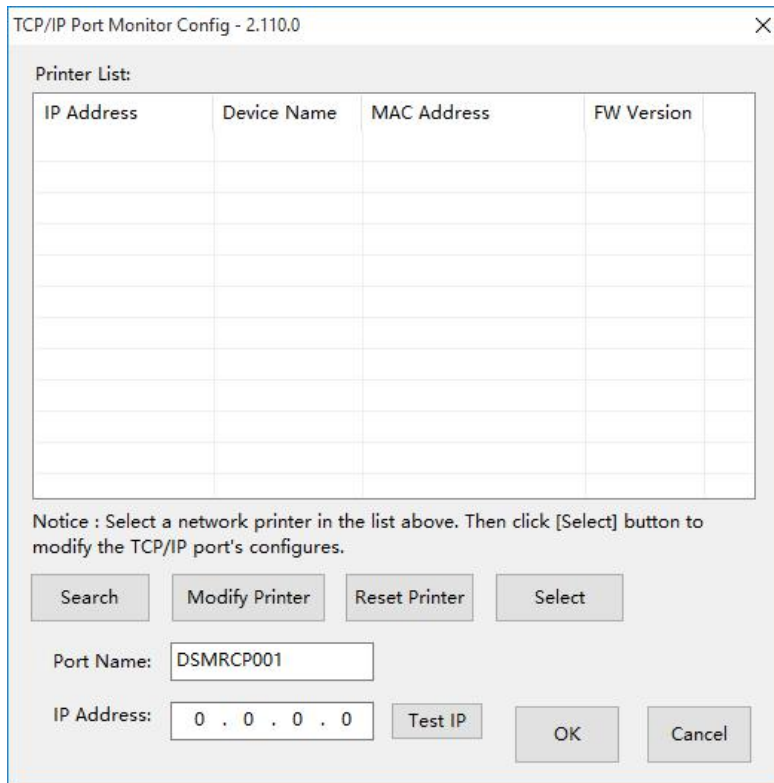 TCP/IP Port Monitor Config - 2.110.0
Printer List:
IP Address Device Name MAC Address FW Version
Notice : Select a network printer in the list above. Then click [Select] button to
modify the TCP/IP port's configures.
Search Modify Printer Reset Printer Select
Port Name: DSMRCP001
IP Address: 0 . 0 . 0 . 0 Test IP OK Cancel